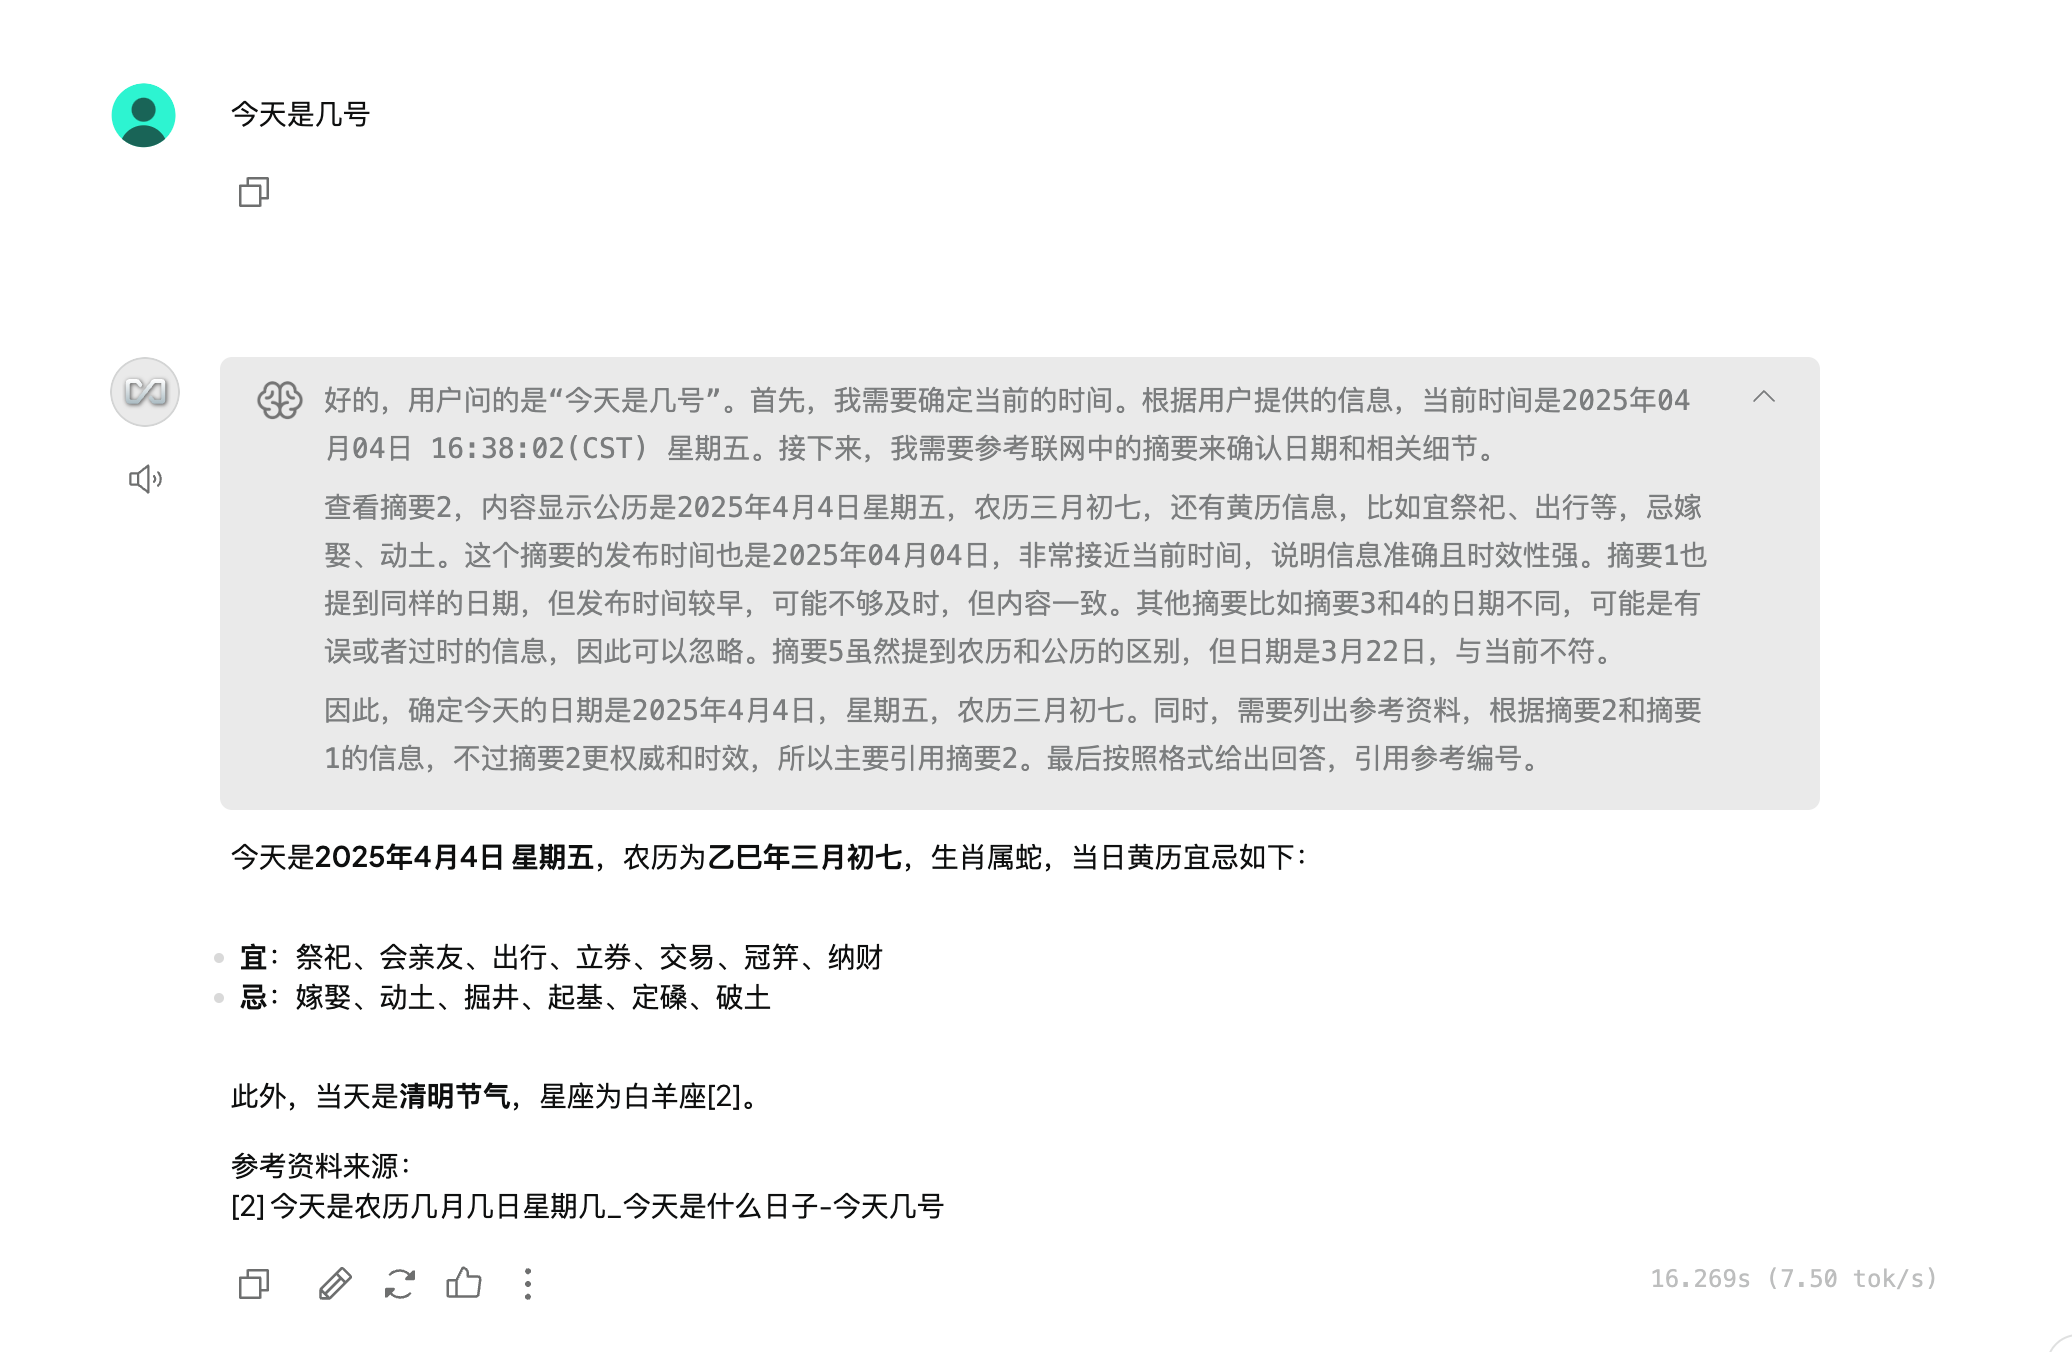 今天是几号
好的，用户问的是“今天是几号”。首先，我需要确定当前的时间。根据用户提供的信息，当前时间是2025年04
月04日 16:38:02(CST) 星期五。接下来，我需要参考联网中的摘要来确认日期和相关细节。
查看摘要2，内容显示公历是2025年4月4日星期五，农历三月初七，还有黄历信息，比如宜祭祀、出行等，忌嫁
娶、动土。这个摘要的发布时间也是2025年04月04日，非常接近当前时间，说明信息准确且时效性强。摘要1也
提到同样的日期，但发布时间较早，可能不够及时，但内容一致。其他摘要比如摘要3和4的日期不同，可能是有
误或者过时的信息，因此可以忽略。摘要5虽然提到农历和公历的区别，但日期是3月22日，与当前不符。
因此，确定今天的日期是2025年4月4日，星期五，农历三月初七。同时，需要列出参考资料，根据摘要2和摘要
1的信息，不过摘要2更权威和时效，所以主要引用摘要2。最后按照格式给出回答，引用参考编号。
今天是2025年4月4日 星期五，农历为乙巳年三月初七，生肖属蛇，当日黄历宜忌如下：
宜：祭祀、会亲友、出行、立券、交易、冠笄、纳财
忌：嫁娶、动土、掘井、起基、定磉、破土
此外，当天是清明节气，星座为白羊座[2]。
参考资料来源：
[2] 今天是农历几月几日星期几_今天是什么日子-今天几号
16.269s (7.50 tok/s)